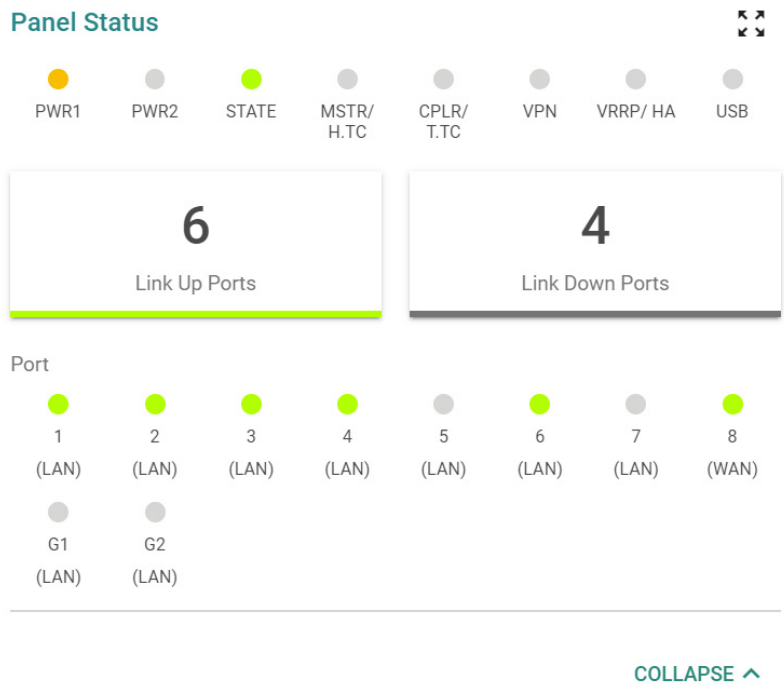 Panel Status
PWR1 PWR2 STATE MSTR/ H.TC CPLR/ T.TC VPN VRRP/ HA USB
6
Link Up Ports
4
Link Down Ports
Port
1 2 3 4 5 6 7 8
(LAN) (LAN) (LAN) (LAN) (LAN) (LAN) (LAN) (WAN)
G1 G2
(LAN) (LAN)
COLLAPSE